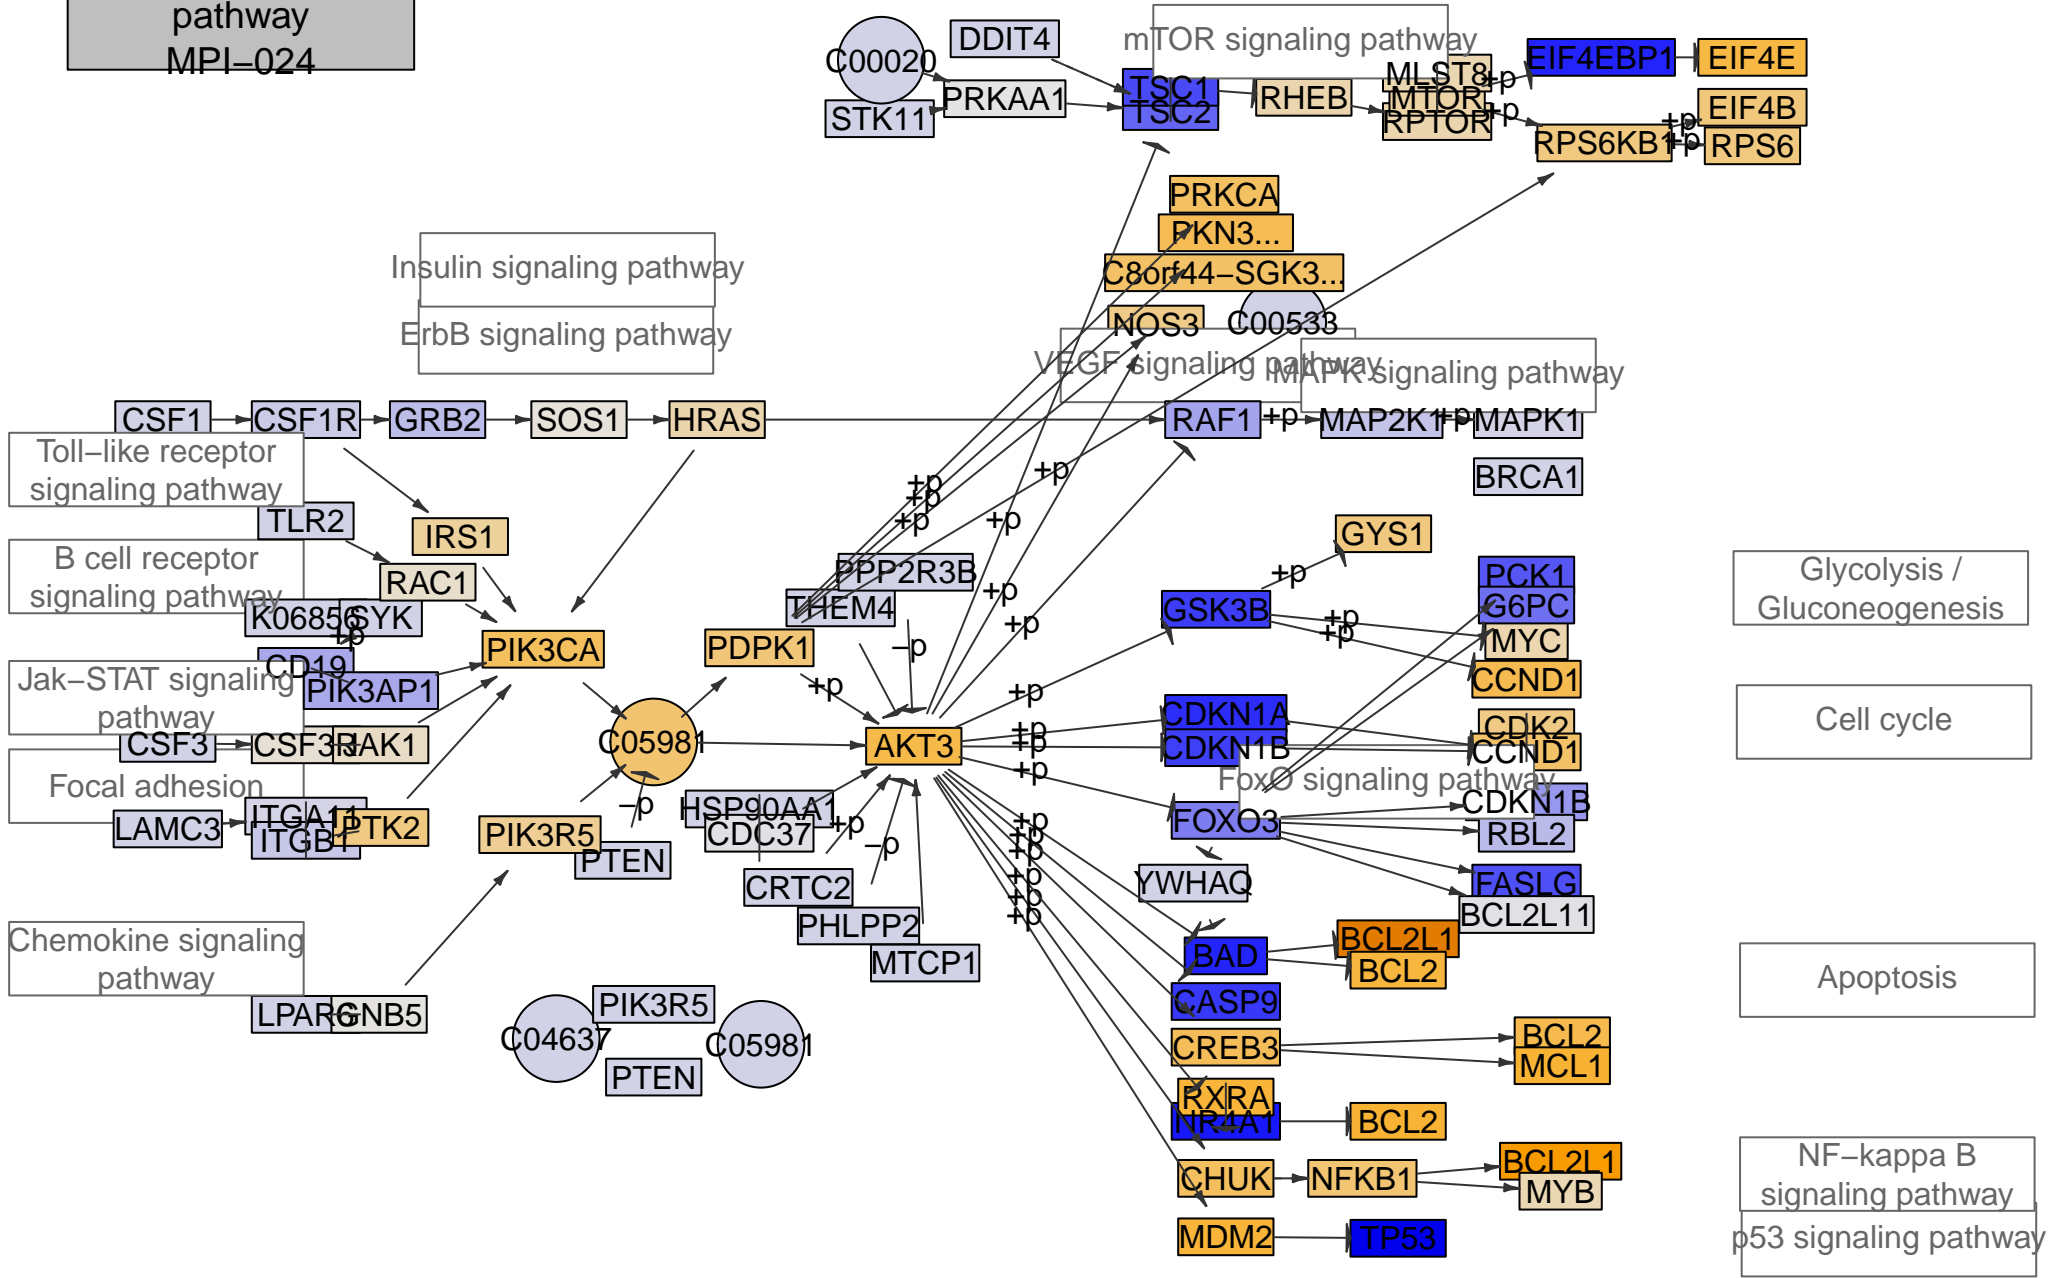 pathway
MPI−024
C00020
DDIT4
STK11
PRKAA1
TSC1
TSC2
mTOR signaling pathway
RHEB
MLST8
MTOR
RPTOR
+p
+p
EIF4EBP1
EIF4E
RPS6KB1
+p
+p
EIF4B
RPS6
PRKCA
PKN3...
C8orf44−SGK3...
NOS3
C00533
Insulin signaling pathway
ErbB signaling pathway
VEGF signaling pathway
MAPK signaling pathway
CSF1
CSF1R
GRB2
SOS1
HRAS
RAF1
+p
MAP2K1
+p
MAPK1
BRCA1
Toll−like receptor
signaling pathway
TLR2
IRS1
RAC1
B cell receptor
signaling pathway
K06856
SYK
+p
CD19
PIK3AP1
PIK3CA
PDPK1
PPP2R3B
THEM4
+p
+p
+p
+p
+p
+p
+p
−p
+p
GYS1
+p
GSK3B
+p
+p
PCK1
G6PC
MYC
CCND1
Glycolysis /
Gluconeogenesis
Jak−STAT signaling
pathway
CSF3
CSF3R
JAK1
C05981
AKT3
+p
+p
+p
+p
CDKN1A
CDKN1B
CDK2
CCND1
Cell cycle
FoxO signaling pathway
FOXO3
CDKN1B
RBL2
FASLG
BCL2L11
YWHAQ
Focal adhesion
LAMC3
ITGA11
ITGB1
PTK2
PIK3R5
PTEN
−p
HSP90AA1
CDC37
+p
−p
CRTC2
PHLPP2
MTCP1
+p
+p
+p
+p
+p
+p
Chemokine signaling
pathway
LPAR6
GNB5
C04637
PIK3R5
PTEN
C05981
BAD
BCL2L1
BCL2
Apoptosis
CASP9
CREB3
BCL2
MCL1
RXRA
NR4A1
BCL2
CHUK
NFKB1
BCL2L1
MYB
NF−kappa B
signaling pathway
MDM2
TP53
p53 signaling pathway